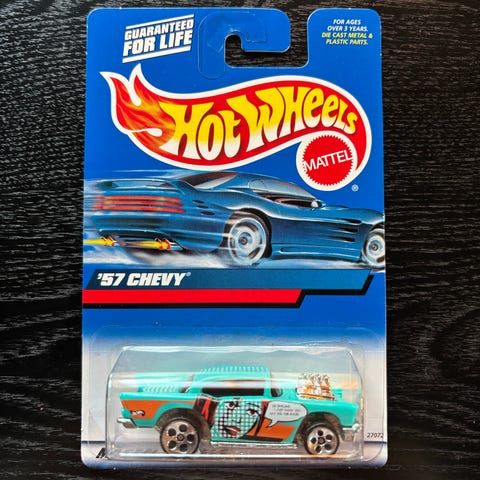 GUARANTEED
FOR LIFE
FOR AGES
OVER 3 YEARS.
DIE CAST METAL &
PLASTIC PARTS.
HOT WHEELS
MATTEL
®
'57 CHEVY®
27072